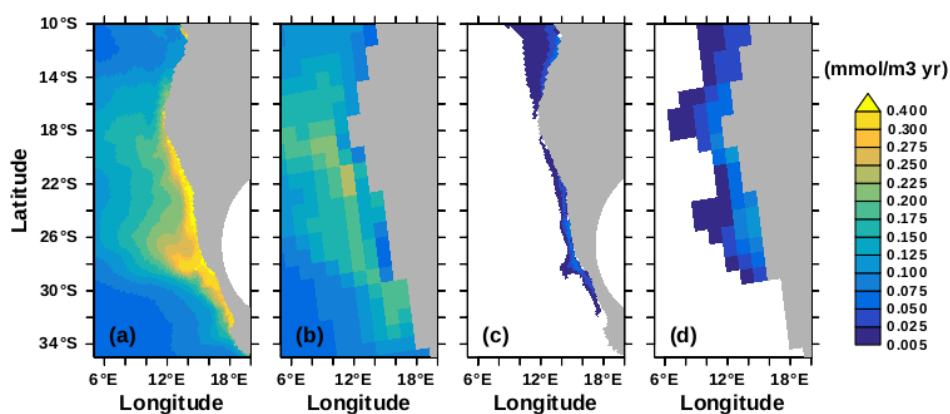 10°S
14°S
18°S
22°S
26°S
30°S
34°S
Latitude
(a)
(b)
(c)
(d)
6°E 12°E 18°E
6°E 12°E 18°E
6°E 12°E 18°E
6°E 12°E 18°E
Longitude
Longitude
Longitude
Longitude
(mmol/m3 yr)
0.400
0.300
0.275
0.250
0.225
0.200
0.175
0.150
0.125
0.100
0.075
0.050
0.025
0.005